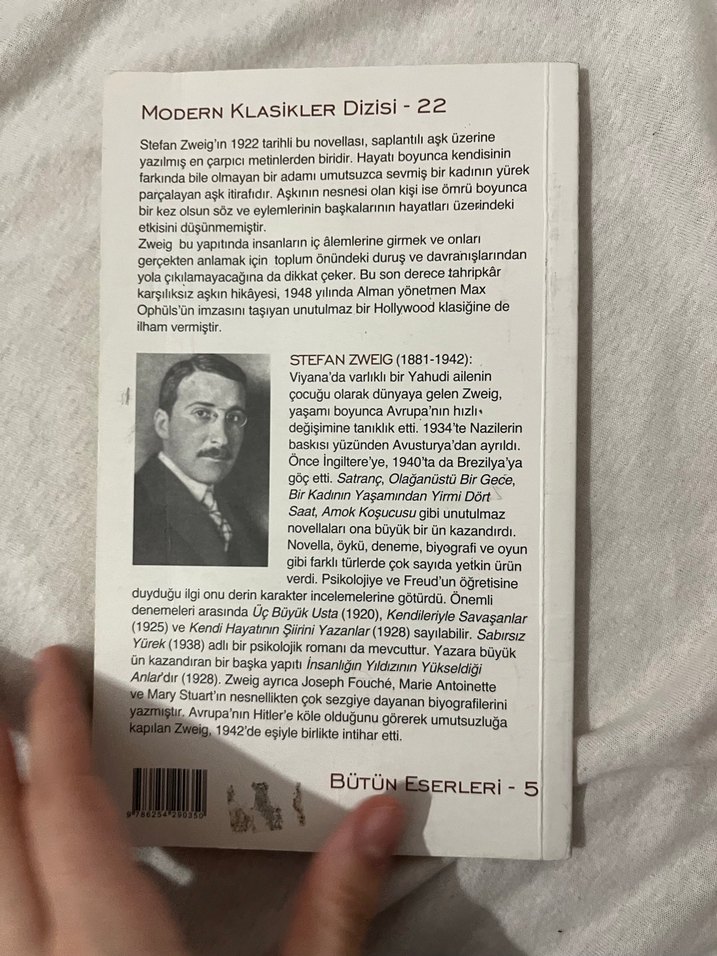 MODERN KLASİKLER DİZİSİ - 22
Stefan Zweig'ın 1922 tarihli bu novellası, saplantılı aşk üzerine
yazılmış en çarpıcı metinlerden biridir. Hayatı boyunca kendisinin
farkında bile olmayan bir adamı umutsuzca sevmiş bir kadının yürek
parçalayan aşk itirafıdır. Aşkının nesnesi olan kişi ise ömrü boyunca
bir kez olsun söz ve eylemlerinin başkalarının hayatları üzerindeki
etkisini düşünmemiştir.
Zweig bu yapıtında insanların iç âlemlerine girmek ve onları
gerçekten anlamak için toplum önündeki duruş ve davranışlarından
yola çıkılamayacağına da dikkat çeker. Bu son derece tahripkâr
karşılıksız aşkın hikâyesi, 1948 yılında Alman yönetmen Max
Ophüls'ün imzasını taşıyan unutulmaz bir Hollywood klasiğine de
ilham vermiştir.
STEFAN ZWEIG (1881-1942):
Viyana'da varlıklı bir Yahudi ailenin
çocuğu olarak dünyaya gelen Zweig,
yaşamı boyunca Avrupa'nın hızlı
değişimine tanıklık etti. 1934'te Nazilerin
baskısı yüzünden Avusturya'dan ayrıldı.
Önce İngiltere'ye, 1940'ta da Brezilya'ya
göç etti. Satranç, Olağanüstü Bir Gece,
Bir Kadının Yaşamından Yirmi Dört
Saat, Amok Koşucusu gibi unutulmaz
novellaları ona büyük bir ün kazandırdı.
Novella, öykü, deneme, biyografi ve oyun
gibi farklı türlerde çok sayıda yetkin ürün
verdi. Psikolojiye ve Freud'un öğretisine
duyduğu ilgi onu derin karakter incelemelerine götürdü. Önemli
denemeleri arasında Üç Büyük Usta (1920), Kendileriyle Savaşanlar
(1925) ve Kendi Hayatının Şiirini Yazanlar (1928) sayılabilir. Sabırsız
Yürek (1938) adlı bir psikolojik romanı da mevcuttur. Yazara büyük
ün kazandıran bir başka yapıtı İnsanlığın Yıldızının Yükseldiği
Anlar'dır (1928). Zweig ayrıca Joseph Fouché, Marie Antoinette
ve Mary Stuart'ın nesnellikten çok sezgiye dayanan biyografilerini
yazmıştır. Avrupa'nın Hitler'e köle olduğunu görerek umutsuzluğa
kapılan Zweig, 1942'de eşiyle birlikte intihar etti.
BÜTÜN ESERLERİ - 5
9 786254 290350